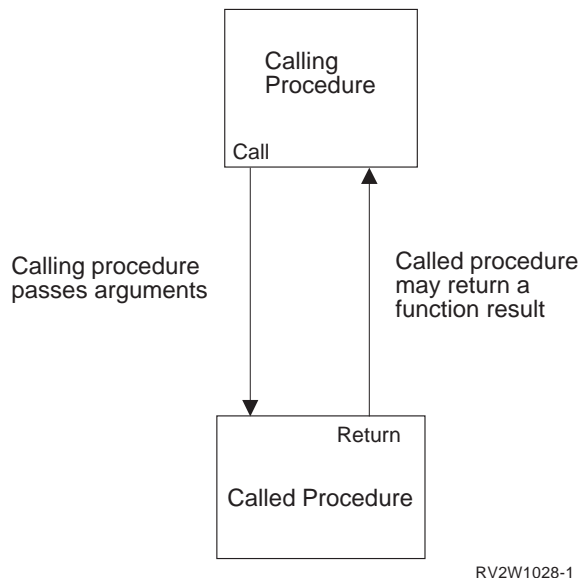 Calling
Procedure
Call
Calling procedure
passes arguments
Called procedure
may return a
function result
Return
Called Procedure
RV2W1028-1